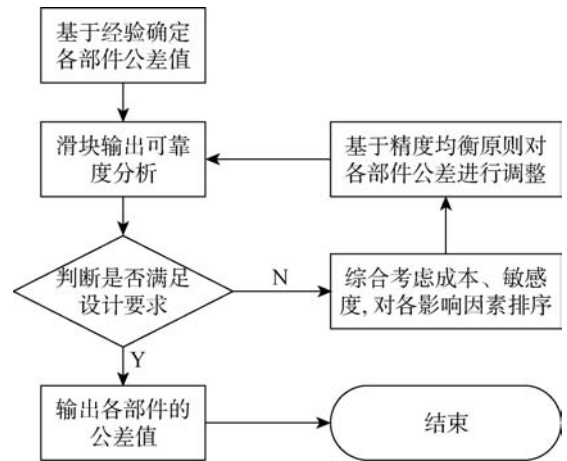 基于经验确定
各部件公差值
滑块输出可靠
度分析
基于精度均衡原则对
各部件公差进行调整
判断是否满足
设计要求
N
综合考虑成本、敏感
度,对各影响因素排序
Y
输出各部件的
公差值
结束